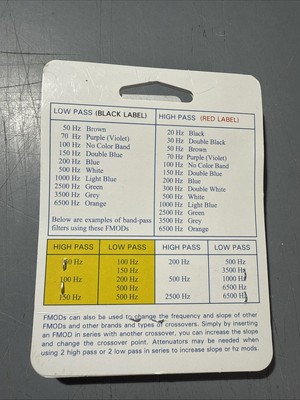 LOW PASS (BLACK LABEL)
50 Hz Brown
70 Hz Purple (Violet)
100 Hz No Color Band
150 Hz Double Blue
200 Hz Blue
500 Hz White
1000 Hz Light Blue
2500 Hz Green
3500 Hz Grey
6500 Hz Orange
Below are examples of band-pass
filters using these FMODs
HIGH PASS (RED LABEL)
20 Hz Black
30 Hz Double Black
50 Hz Brown
70 Hz Purple (Violet)
100 Hz No Color Band
150 Hz Double Blue
200 Hz Blue
300 Hz Double White
500 Hz White
1000 Hz Light Blue
2500 Hz Green
3500 Hz Grey
6500 Hz Orange
HIGH PASS LOW PASS HIGH PASS LOW PASS
50 Hz 100 Hz 200 Hz 500 Hz
150 Hz 3500 Hz
100 Hz 200 Hz 500 Hz 1000 Hz
500 Hz 6500 Hz
150 Hz 500 Hz 2500 Hz 6500 Hz
FMODs can also be used to change the frequency and slope of other
FMODs and other brands and types of crossovers. Simply by inserting
an FMOD in series with another crossover, you can increase the slope
and change the crossover point. Attenuators may be needed when
using 2 high pass or 2 low pass in series to increase slope or hz mods.